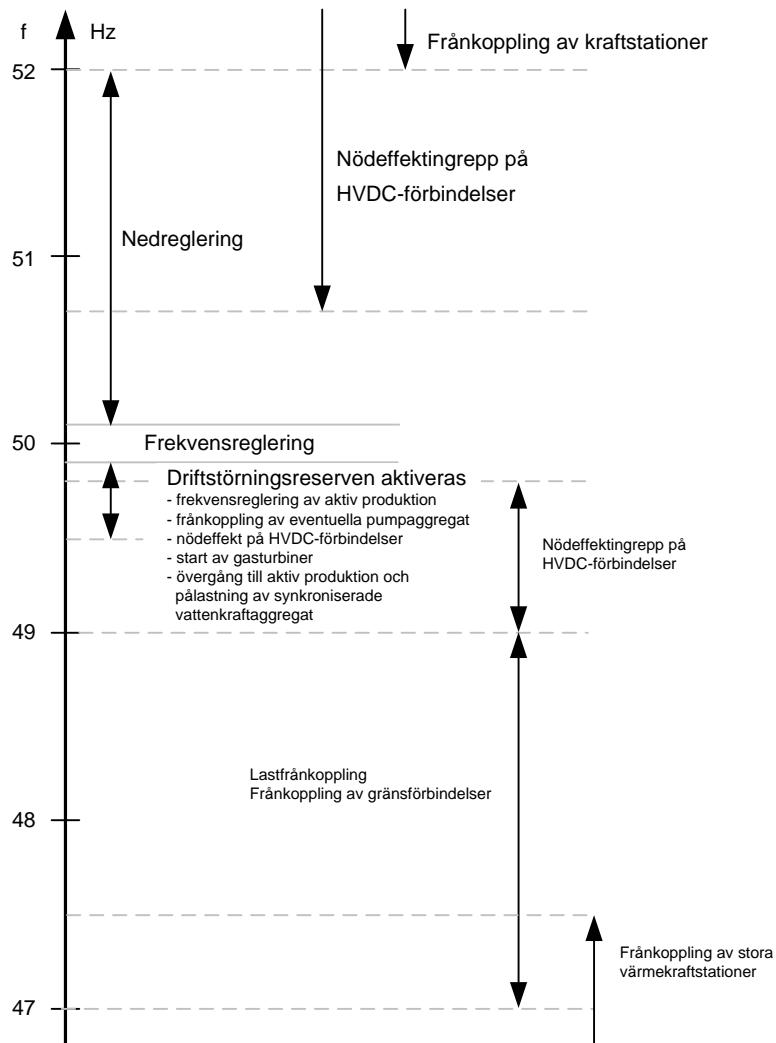 f Hz
Frånkoppling av kraftstationer
52
Nödeffektingrepp på
HVDC-förbindelser
Nedreglering
51
50
Frekvensreglering
Driftstörningsreserven aktiveras
- frekvensreglering av aktiv produktion
- frånkoppling av eventuella pumpaggregat
- nödeffekt på HVDC-förbindelser
- start av gasturbiner
- övergång till aktiv produktion och
pålastning av synkroniserade
vattenkraftaggregat
Nödeffektingrepp på
HVDC-förbindelser
49
Lastfrånkoppling
Frånkoppling av gränsförbindelser
48
Frånkoppling av stora
värmekraftstationer
47